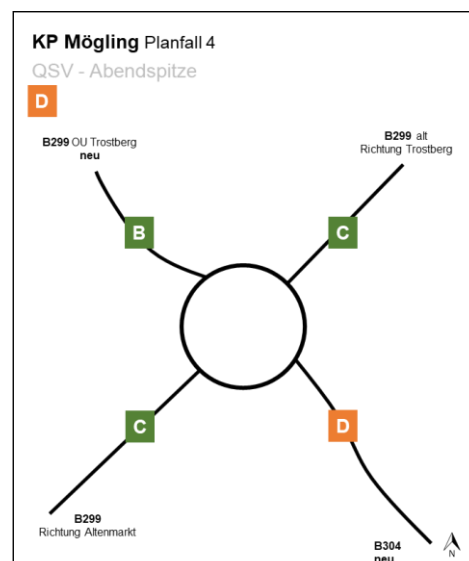 KP Mögling Planfall 4
QSV - Abendspitze
D
B299 OU Trostberg
neu
B299 alt
Richtung Trostberg
B
C
C
D
B299
Richtung Altenmarkt
B304
neu
N